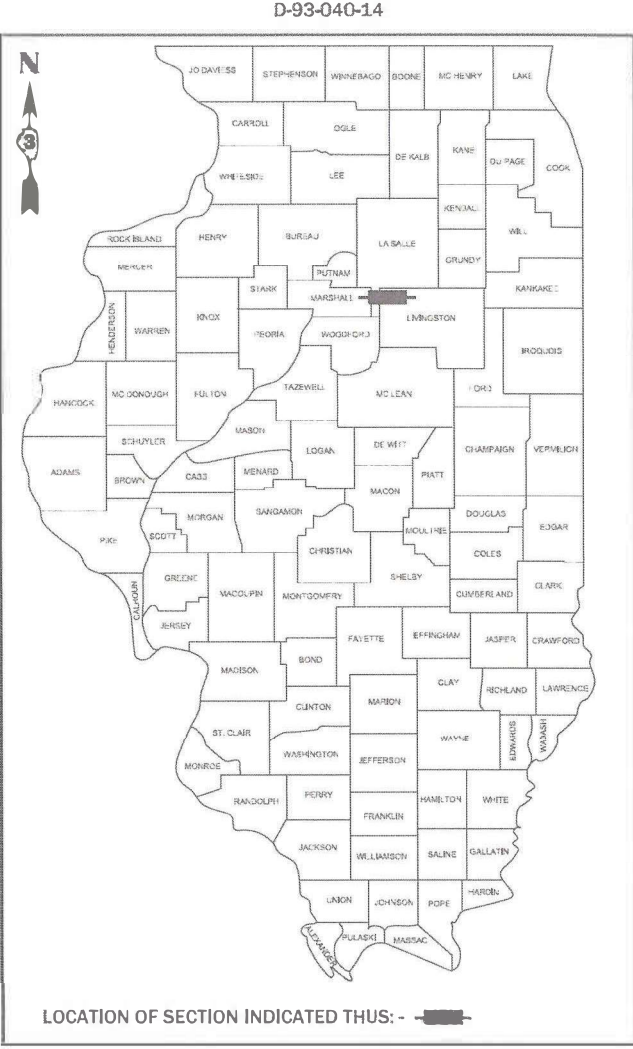 D-93-040-14
N
3
JO DAVIESS
STEPHENSON
WINNEBAGO
BOONE
MC HENRY
LAKE
CARROLL
OGLE
DE KALB
KANE
DU PAGE
COOK
WHITESIDE
LEE
KENDALL
WILL
ROCK ISLAND
HENRY
BUREAU
LA SALLE
GRUNDY
MERCER
PUTNAM
STARK
MARSHALL
KANKAKEE
HENDERSON
WARREN
KNOX
PEORIA
WOODFORD
LIVINGSTON
IROQUOIS
HANCOCK
MC DONOUGH
FULTON
TAZEWELL
MC LEAN
FORD
SCHUYLER
MASON
LOGAN
DE WITT
CHAMPAIGN
VERMILION
ADAMS
BROWN
CASS
MENARD
PIATT
MACON
PIKE
SCOTT
MORGAN
SANGAMON
MOULTRIE
DOUGLAS
EDGAR
CHRISTIAN
COLES
CALHOUN
GREENE
MACOUPIN
MONTGOMERY
SHELBY
CUMBERLAND
CLARK
JERSEY
FAYETTE
EFFINGHAM
JASPER
CRAWFORD
MADISON
BOND
CLAY
RICHLAND
LAWRENCE
CLINTON
MARION
ST. CLAIR
WASHINGTON
WAYNE
EDWARDS
WABASH
MONROE
JEFFERSON
RANDOLPH
PERRY
HAMILTON
WHITE
FRANKLIN
JACKSON
WILLIAMSON
SALINE
GALLATIN
UNION
JOHNSON
POPE
HARDIN
ALEXANDER
PULASKI
MASSAC
LOCATION OF SECTION INDICATED THUS: -